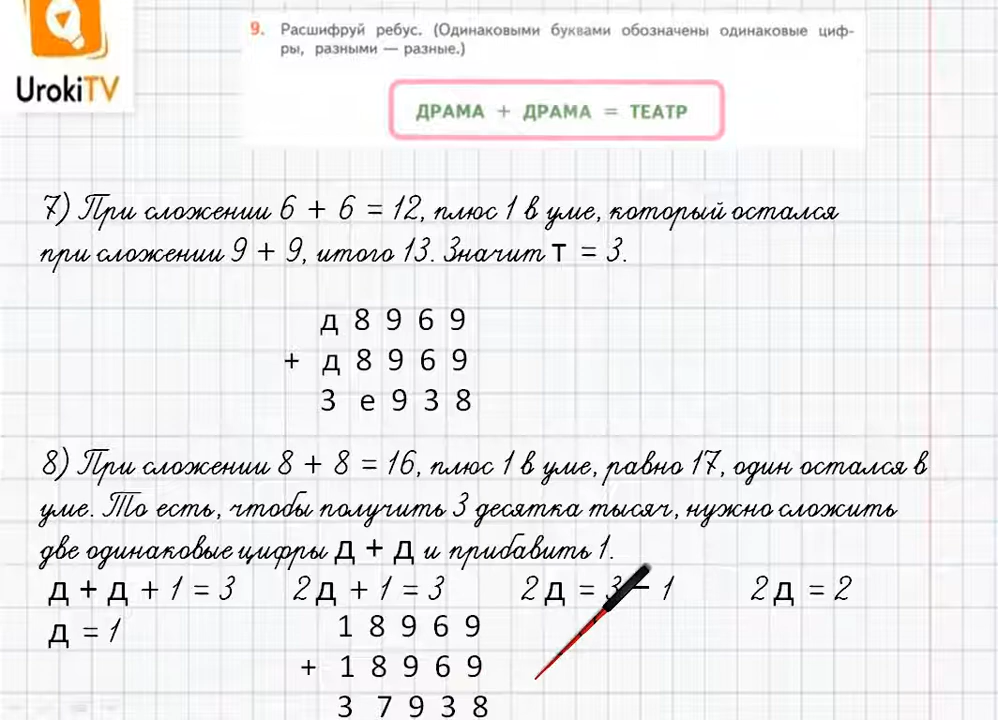 UrokiTV
9. Расшифруй ребус. (Одинаковыми буквами обозначены одинаковые циф-
ры, разными — разные.)
ДРАМА + ДРАМА = ТЕАТР
7) При сложении 6 + 6 = 12, плюс 1 в уме, который остался
при сложении 9 + 9, итого 13. Значит т = 3.
д 8 9 6 9
+ д 8 9 6 9
3 е 9 3 8
8) При сложении 8 + 8 = 16, плюс 1 в уме, равно 17, один остался в
уме. То есть, чтобы получить 3 десятка тысяч, нужно сложить
две одинаковые цифры д + д и прибавить 1.
д + д + 1 = 3 2д + 1 = 3 2д = 3 − 1 2д = 2
д = 1
1 8 9 6 9
+ 1 8 9 6 9
3 7 9 3 8